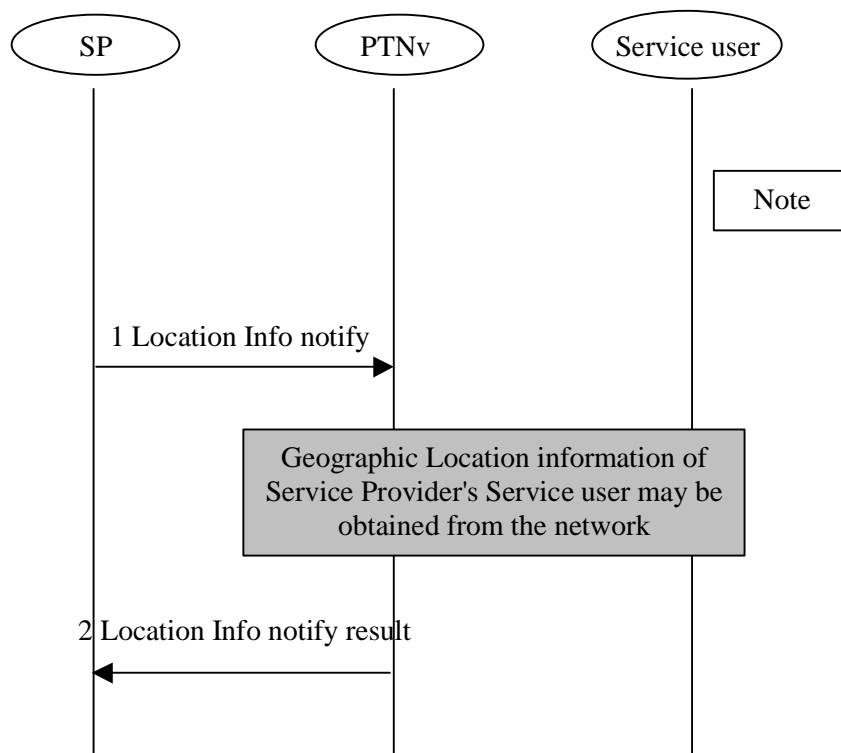 SP
PTNv
Service user
Note
1 Location Info notify
Geographic Location information of
Service Provider's Service user may be
obtained from the network
2 Location Info notify result